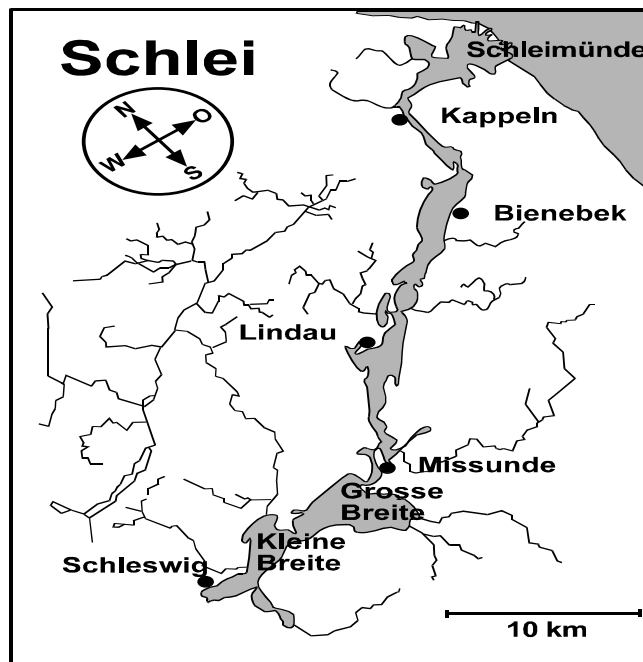 Schlei
N
O
W
S
Schleimünde
Kappeln
Bienebek
Lindau
Missunde
Grosse
Breite
Kleine
Breite
Schleswig
10 km